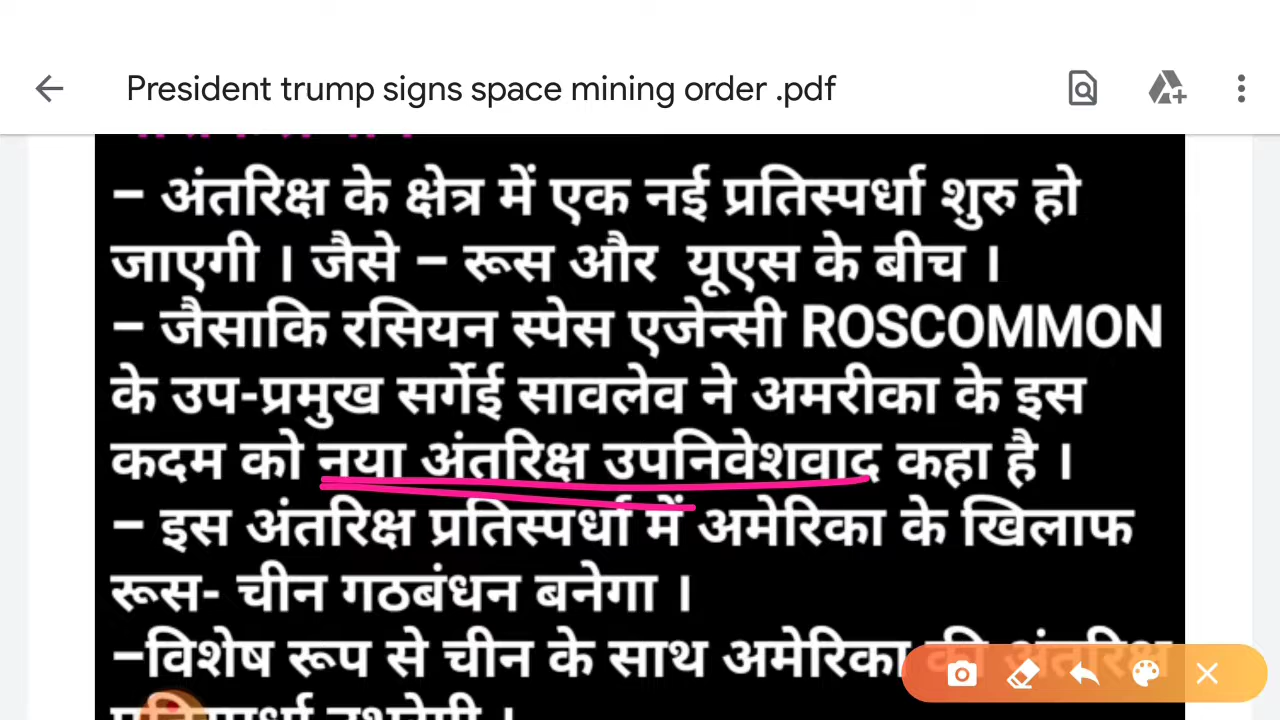 President trump signs space mining order .pdf
– अंतरिक्ष के क्षेत्र में एक नई प्रतिस्पर्धा शुरु हो
जाएगी । जैसे – रूस और यूएस के बीच ।
– जैसाकि रसियन स्पेस एजेन्सी ROSCOMMON
के उप-प्रमुख सर्गेई सावलेव ने अमरीका के इस
कदम को नया अंतरिक्ष उपनिवेशवाद कहा है ।
– इस अंतरिक्ष प्रतिस्पर्धा में अमेरिका के खिलाफ
रूस- चीन गठबंधन बनेगा ।
–विशेष रूप से चीन के साथ अमेरिका की अंतरिक्ष